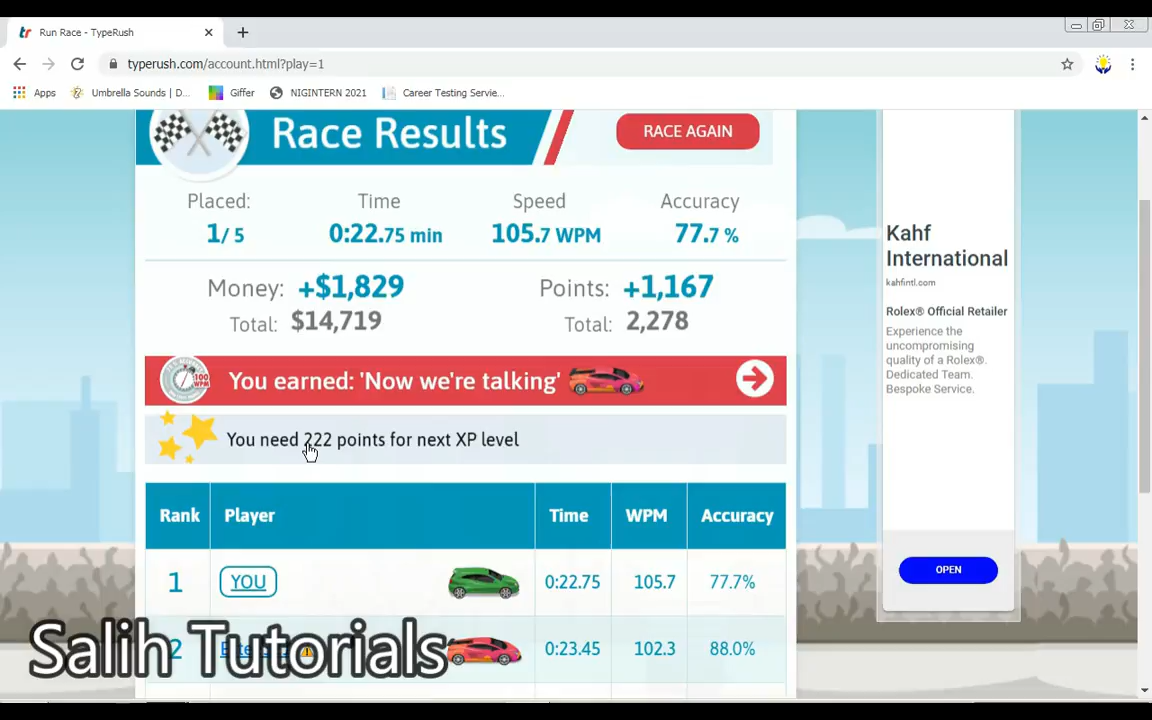 Run Race - TypeRush
typerush.com/account.html?play=1
Apps
Umbrella Sounds | D...
Giffer
NIGINTERN 2021
Career Testing Servie...
Race Results
RACE AGAIN
Placed:
Time
Speed
Accuracy
1/ 5
0:22.75 min
105.7 WPM
77.7 %
Money: +$1,829
Points: +1,167
Total: $14,719
Total: 2,278
100 WPM
You earned: 'Now we're talking'
You need 222 points for next XP level
Rank Player Time WPM Accuracy
1 YOU 0:22.75 105.7 77.7%
2 0:23.45 102.3 88.0%
Salih Tutorials
Kahf
International
kahfintl.com
Rolex® Official Retailer
Experience the
uncompromising
quality of a Rolex®.
Dedicated Team.
Bespoke Service.
OPEN